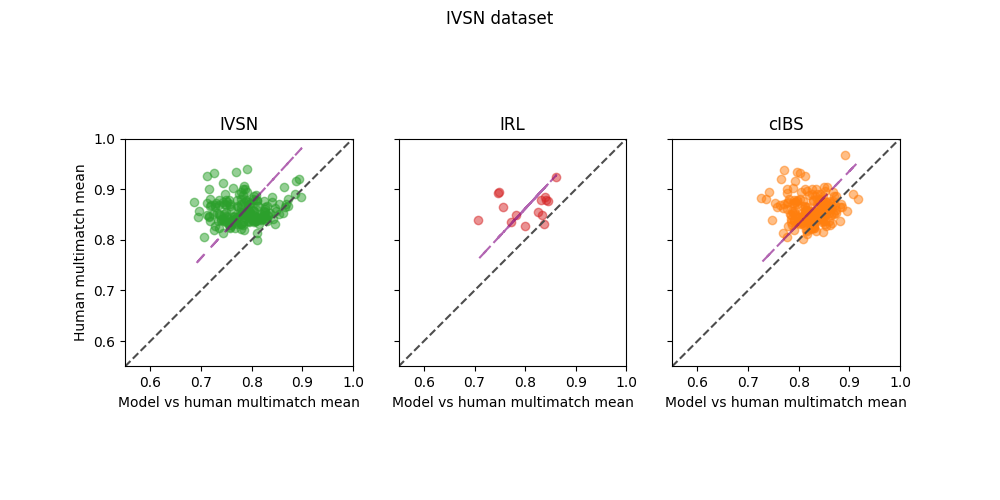 IVSN dataset
IVSN
IRL
cIBS
1.0
0.9
0.8
0.7
0.6
Human multimatch mean
0.6 0.7 0.8 0.9 1.0
0.6 0.7 0.8 0.9 1.0
0.6 0.7 0.8 0.9 1.0
Model vs human multimatch mean
Model vs human multimatch mean
Model vs human multimatch mean